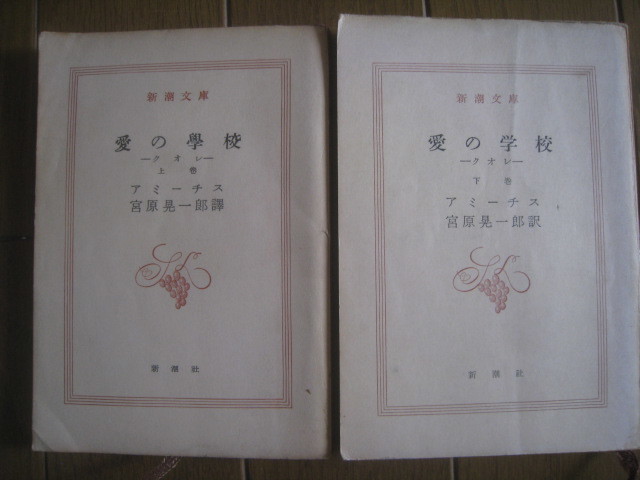 新潮文庫
愛の學校
―クオレ―
上巻
アミーチス
宮原晃一郎譯
新潮社
新潮文庫
愛の学校
―クオレ―
下巻
アミーチス
宮原晃一郎訳
新潮社